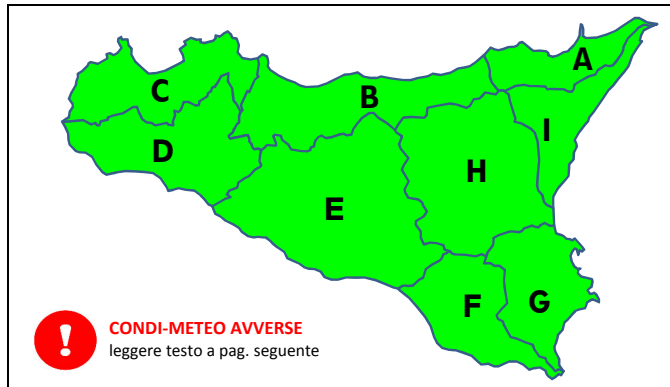 A
C
B
I
D
H
E
F
G
!
CONDI-METEO AVVERSE
leggere testo a pag. seguente